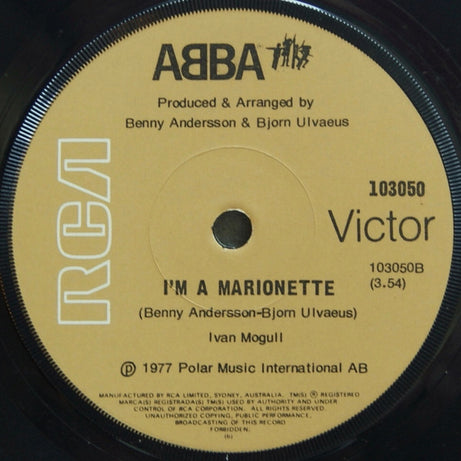 ABBA
Produced & Arranged by
Benny Andersson & Bjorn Ulvaeus
RCA
103050
Victor
103050B
(3.54)
I'M A MARIONETTE
(Benny Andersson-Bjorn Ulvaeus)
Ivan Mogull
℗ 1977 Polar Music International AB
MANUFACTURED BY RCA LIMITED, SYDNEY, AUSTRALIA. TM(S) ® REGISTERED
MARCA(S) REGISTRADA(S) TM(S) USED BY AUTHORITY AND UNDER
CONTROL OF RCA CORPORATION. ALL RIGHTS RESERVED.
UNAUTHORIZED COPYING, PUBLIC PERFORMANCE,
BROADCASTING OF THIS RECORD
FORBIDDEN.